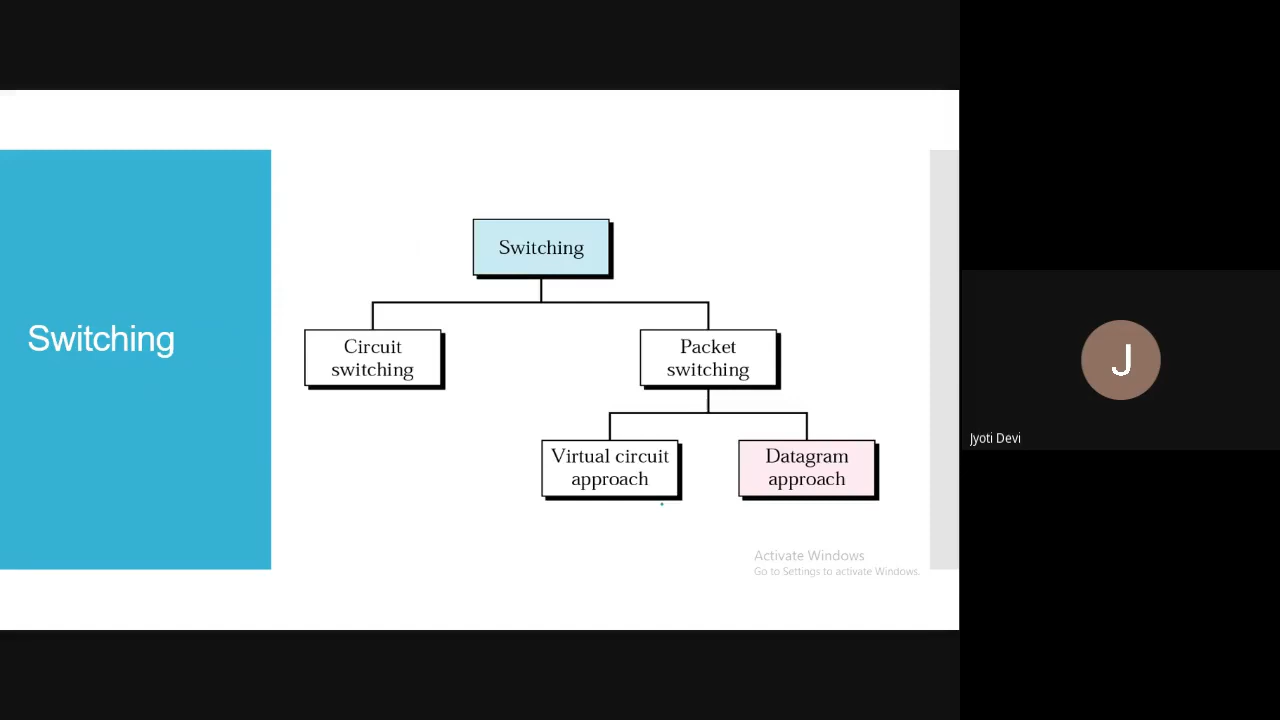 Switching
Switching
Circuit
switching
Packet
switching
Virtual circuit
approach
Datagram
approach
Activate Windows
Go to Settings to activate Windows.
J
Jyoti Devi